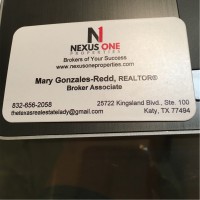 N1
NEXUS ONE
PROPERTIES
Brokers of Your Success
www.nexusoneproperties.com
Mary Gonzales-Redd, REALTOR®
Broker Associate
832-656-2058
thetexasrealestatelady@gmail.com
25722 Kingsland Blvd., Ste. 100
Katy, TX 77494